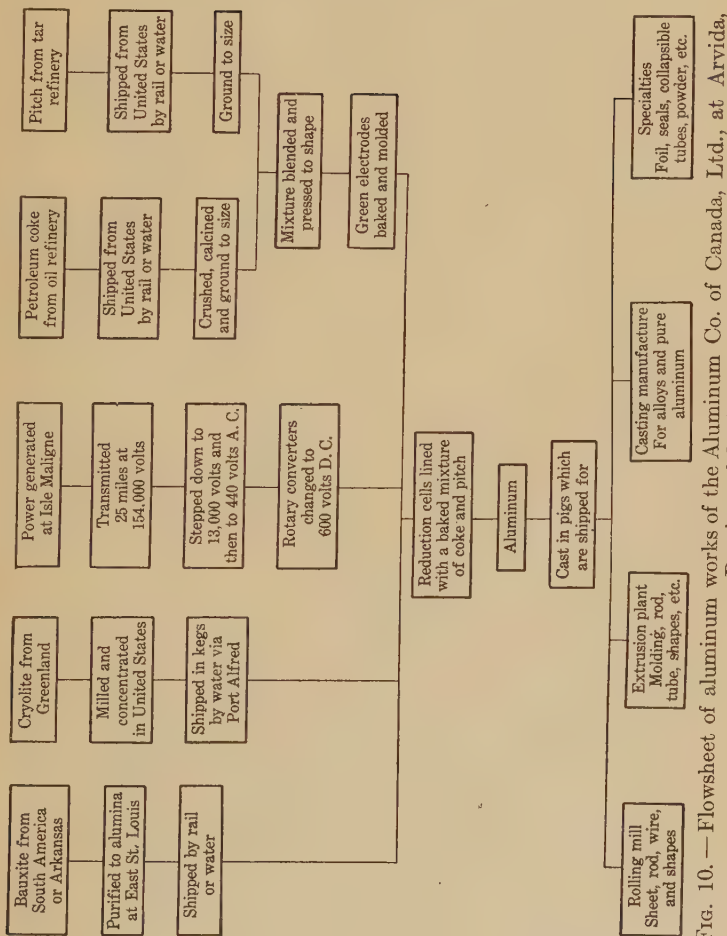 Bauxite from
South America
or Arkansas
Purified to alumina
at East St. Louis
Shipped by rail
or water
Cryolite from
Greenland
Milled and
concentrated
in United States
Shipped in kegs
by water via
Port Alfred
Power generated
at Isle Maligne
Transmitted
25 miles at
154,000 volts
Stepped down to
13,000 volts and
then to 440 volts A. C.
Rotary converters
changed to
600 volts D. C.
Petroleum coke
from oil refinery
Shipped from
United States
by rail or water
Crushed, calcined
and ground to size
Pitch from tar
refinery
Shipped from
United States
by rail or water
Ground to size
Mixture blended and
pressed to shape
Green electrodes
baked and molded
Reduction cells lined
with a baked mixture
of coke and pitch
Aluminum
Cast in pigs which
are shipped for
Rolling mill
Sheet, rod, wire,
and shapes
Extrusion plant
Molding, rod,
tube, shapes, etc.
Casting manufacture
For alloys and pure
aluminum
Specialties
Foil, seals, collapsible
tubes, powder, etc.
FIG. 10. — Flowsheet of aluminum works of the Aluminum Co. of Canada, Ltd., at Arvida,